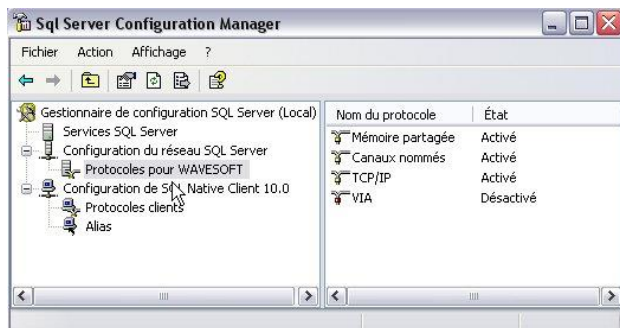 Sql Server Configuration Manager
Fichier Action Affichage ?
Gestionnaire de configuration SQL Server (Local)
Services SQL Server
Configuration du réseau SQL Server
Protocoles pour WAVESOFT
Configuration de SQL Native Client 10.0
Protocoles clients
Alias
Nom du protocole État
Mémoire partagée Activé
Canaux nommés Activé
TCP/IP Activé
VIA Désactivé